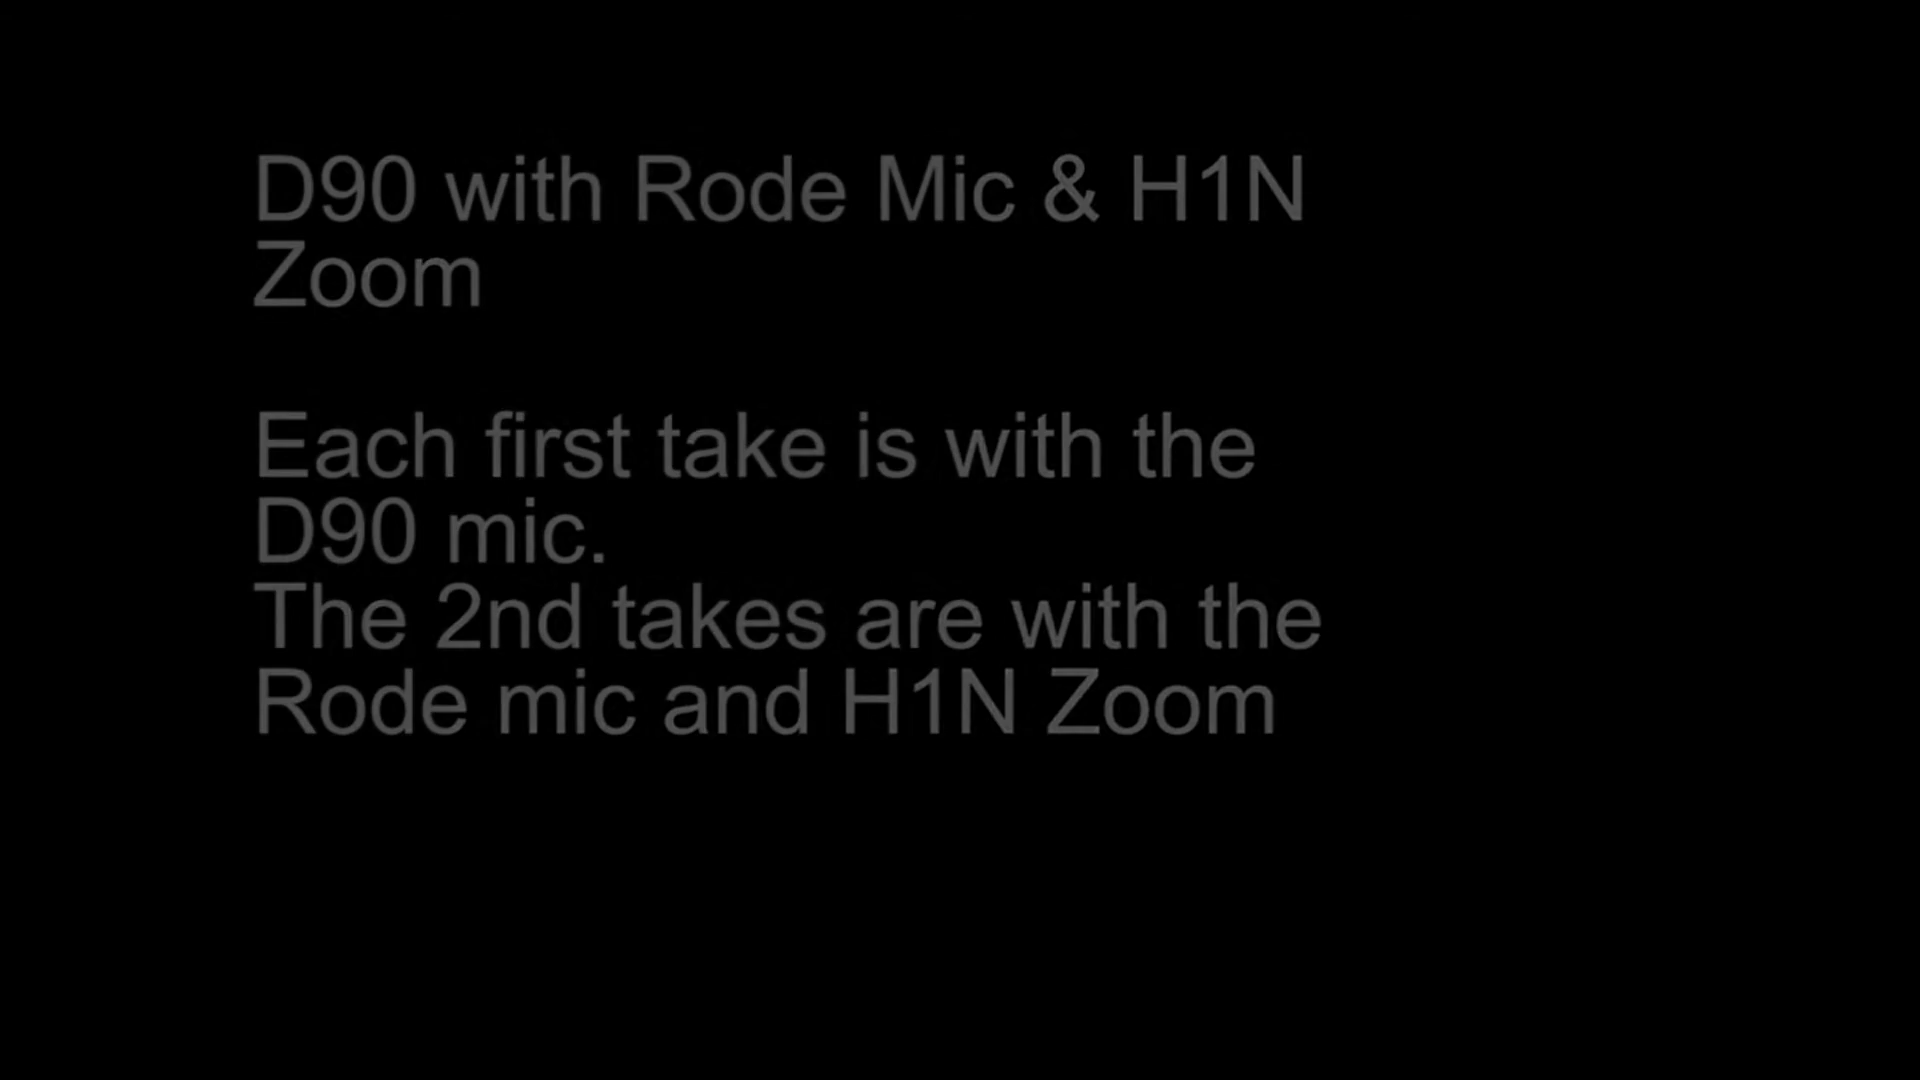 D90 with Rode Mic & H1N
Zoom
Each first take is with the
D90 mic.
The 2nd takes are with the
Rode mic and H1N Zoom